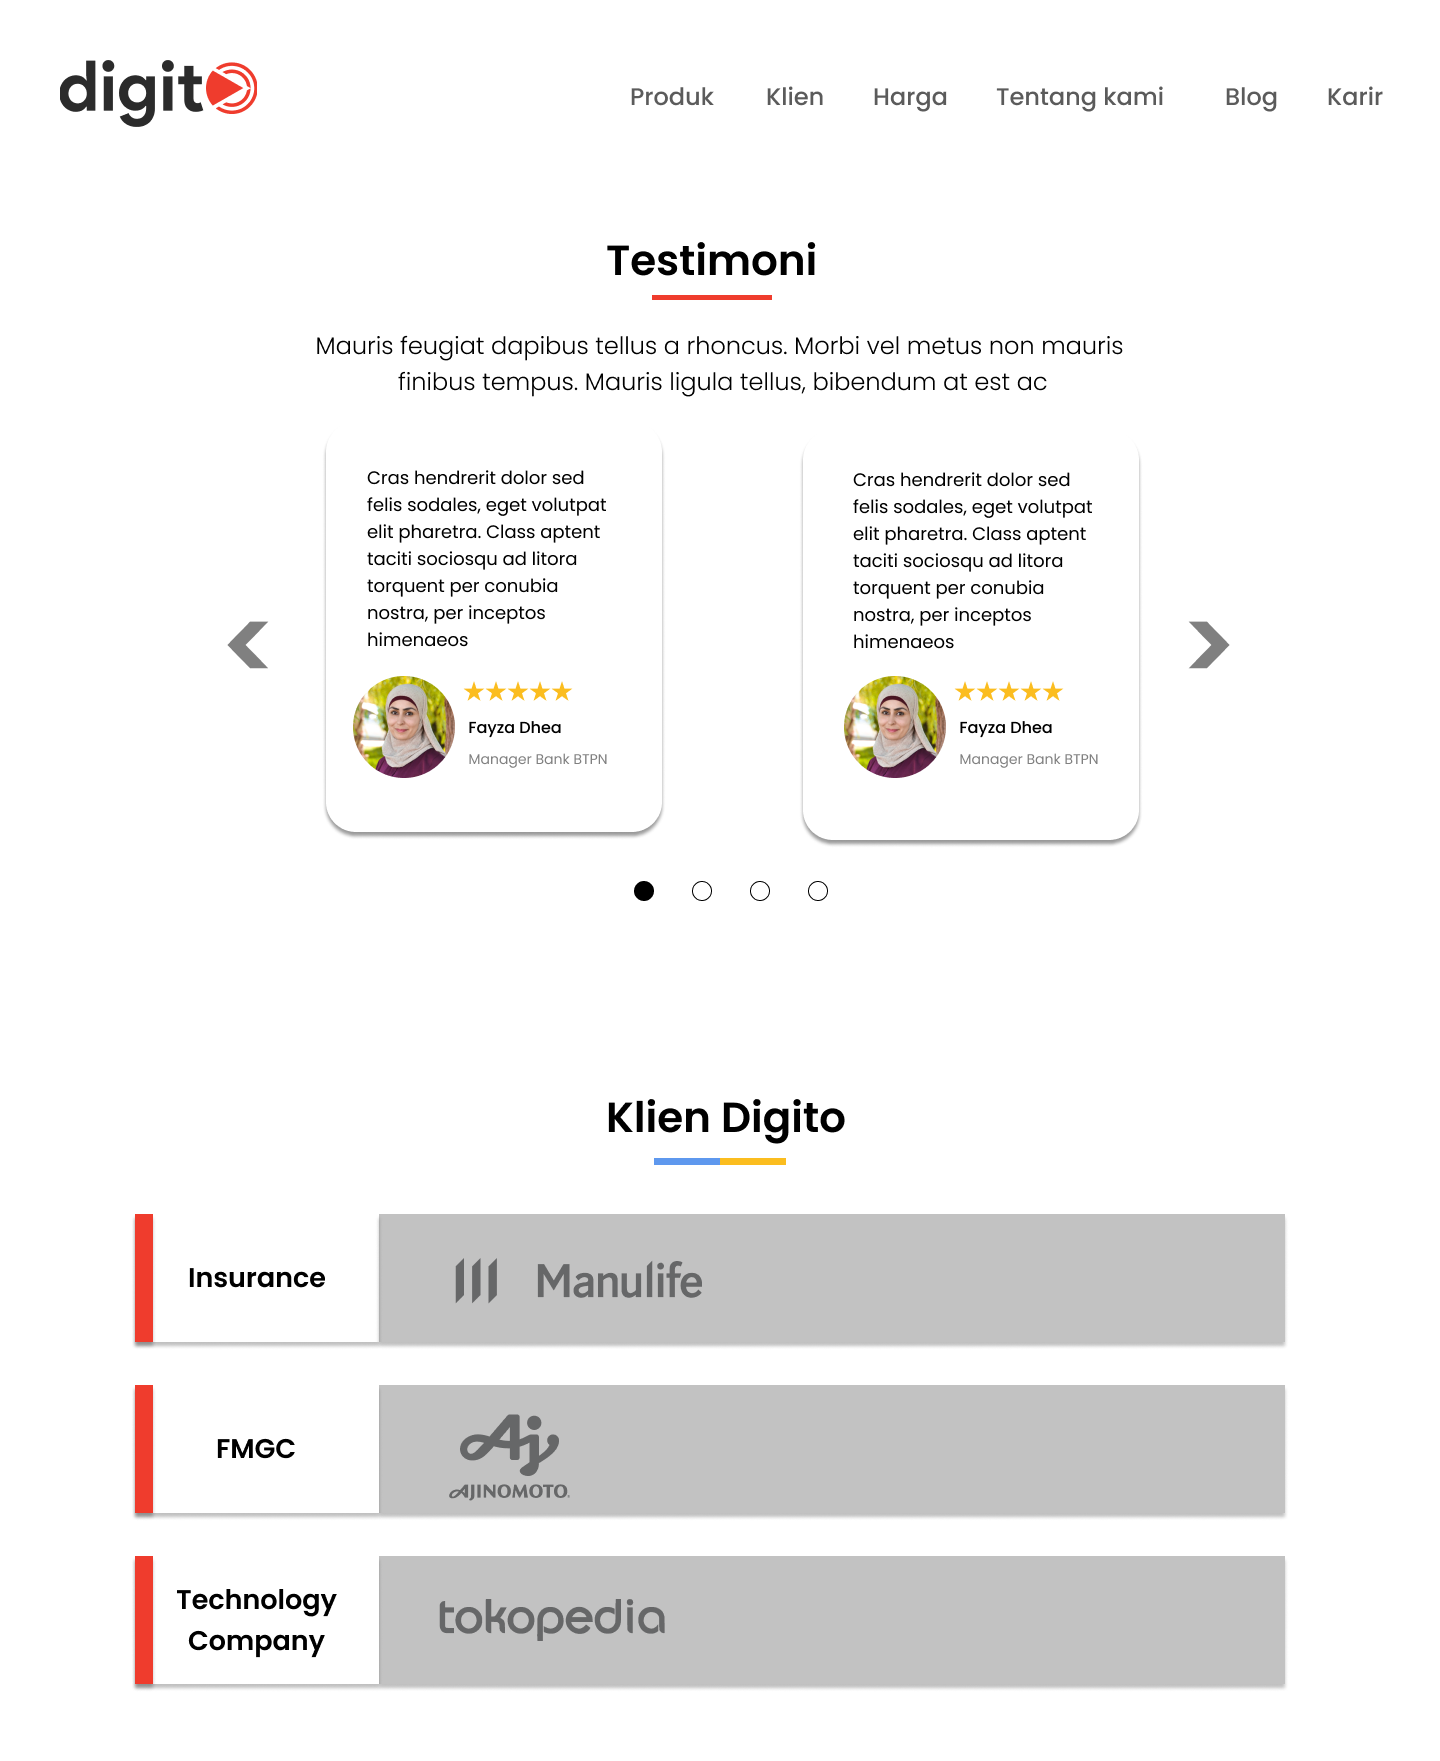 digito
Produk Klien Harga Tentang kami Blog Karir
Testimoni
Mauris feugiat dapibus tellus a rhoncus. Morbi vel metus non mauris
finibus tempus. Mauris ligula tellus, bibendum at est ac
Cras hendrerit dolor sed
felis sodales, eget volutpat
elit pharetra. Class aptent
taciti sociosqu ad litora
torquent per conubia
nostra, per inceptos
himenaeos
Fayza Dhea
Manager Bank BTPN
Cras hendrerit dolor sed
felis sodales, eget volutpat
elit pharetra. Class aptent
taciti sociosqu ad litora
torquent per conubia
nostra, per inceptos
himenaeos
Fayza Dhea
Manager Bank BTPN
Klien Digito
Insurance
Manulife
FMGC
Aj
AJINOMOTO
Technology
Company
tokopedia